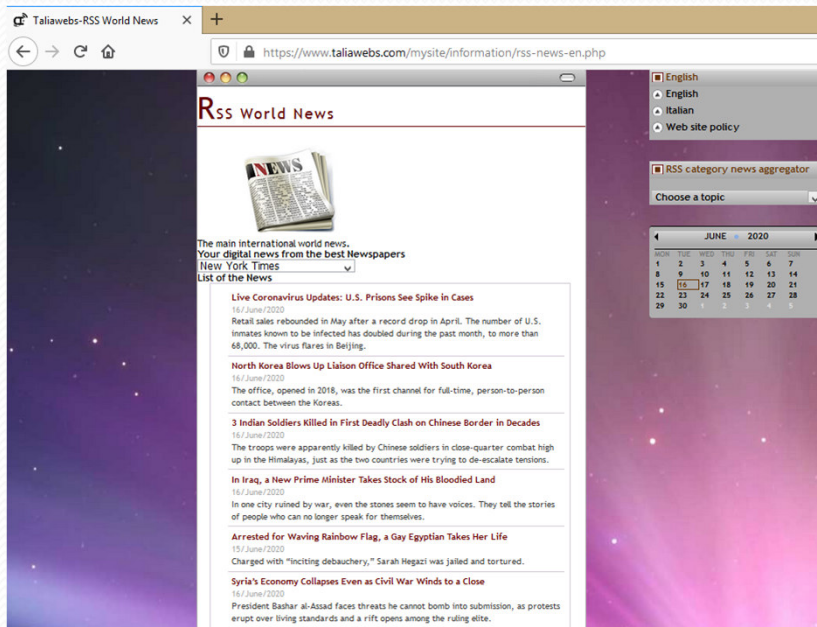 Taliawebs-RSS World News
https://www.taliawebs.com/mysite/information/rss-news-en.php
RSS World News
NEWS
The main international world news.
Your digital news from the best Newspapers
New York Times
List of the News
Live Coronavirus Updates: U.S. Prisons See Spike in Cases
16/June/2020
Retail sales rebounded in May after a record drop in April. The number of U.S.
inmates known to be infected has doubled during the past month, to more than
68,000. The virus flares in Beijing.
North Korea Blows Up Liaison Office Shared With South Korea
16/June/2020
The office, opened in 2018, was the first channel for full-time, person-to-person
contact between the Koreas.
3 Indian Soldiers Killed in First Deadly Clash on Chinese Border in Decades
16/June/2020
The troops were apparently killed by Chinese soldiers in close-quarter combat high
up in the Himalayas, just as the two countries were trying to de-escalate tensions.
In Iraq, a New Prime Minister Takes Stock of His Bloodied Land
16/June/2020
In one city ruined by war, even the stones seem to have voices. They tell the stories
of people who can no longer speak for themselves.
Arrested for Waving Rainbow Flag, a Gay Egyptian Takes Her Life
15/June/2020
Charged with “inciting debauchery,” Sarah Hegazi was jailed and tortured.
Syria’s Economy Collapses Even as Civil War Winds to a Close
16/June/2020
President Bashar al-Assad faces threats he cannot bomb into submission, as protests
erupt over living standards and a rift opens among the ruling elite.
English
English
Italian
Web site policy
RSS category news aggregator
Choose a topic
JUNE 2020
MON TUE WED THU FRI SAT SUN
1 2 3 4 5 6 7
8 9 10 11 12 13 14
15 16 17 18 19 20 21
22 23 24 25 26 27 28
29 30 1 2 3 4 5